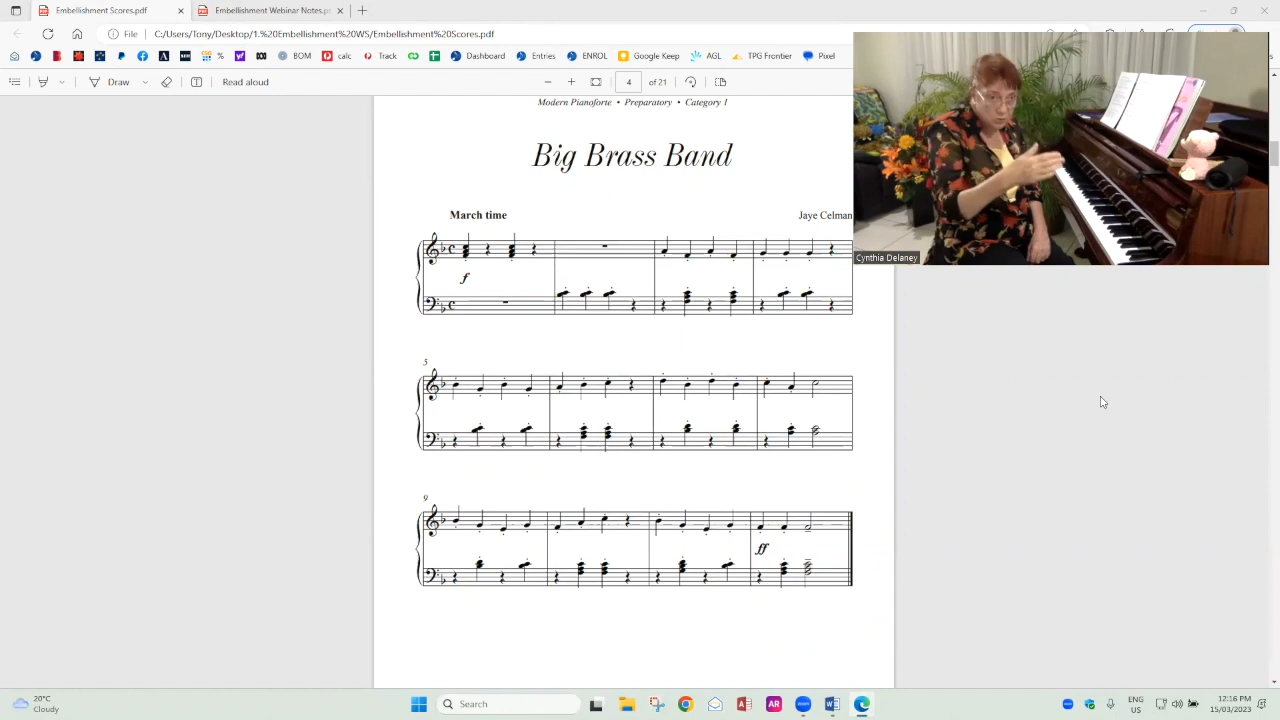 Embellishment Scores.pdf
Embellishment Webinar Notes.p
File
C:/Users/Tony/Desktop/1.%20Embellishment%20WS/Embellishment%20Scores.pdf
BOM
calc
Track
CC
Dashboard
Entries
ENROL
Google Keep
AGL
TPG Frontier
Pixel
Draw
Read aloud
4
of 21
Modern Pianoforte • Preparatory • Category 1
Big Brass Band
March time
Jaye Celman
f
5
9
ff
Cynthia Delaney
20°C
Cloudy
Search
ENG
US
12:16 PM
15/03/2023